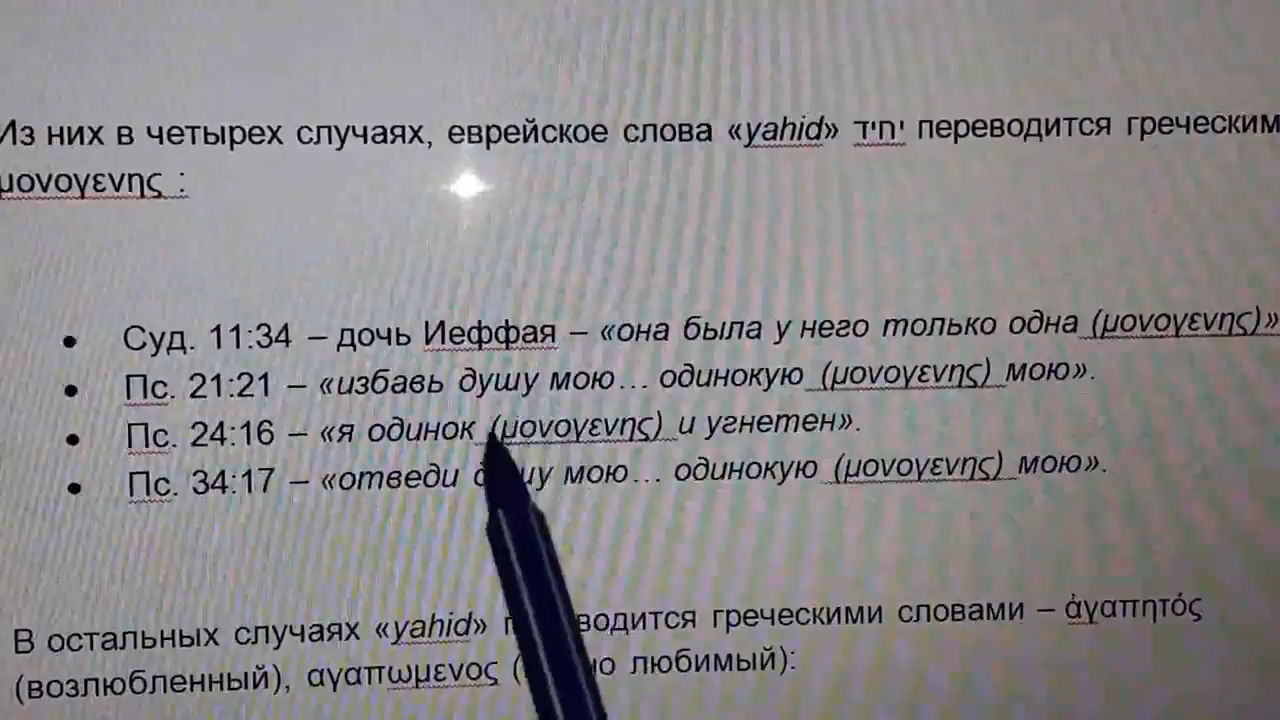 Из них в четырех случаях, еврейское слова «yahid» יחיד переводится греческим
μονογενης :
• Суд. 11:34 – дочь Иеффая – «она была у него только одна (μονογενης)»
• Пс. 21:21 – «избавь душу мою... одинокую (μονογενης) мою».
• Пс. 24:16 – «я одинок (μονογενης) и угнетен».
• Пс. 34:17 – «отведи душу мою... одинокую (μονογενης) мою».
В остальных случаях «yahid» переводится греческими словами – ἀγαπητός
(возлюбленный), αγαπωμενος ( любимый):